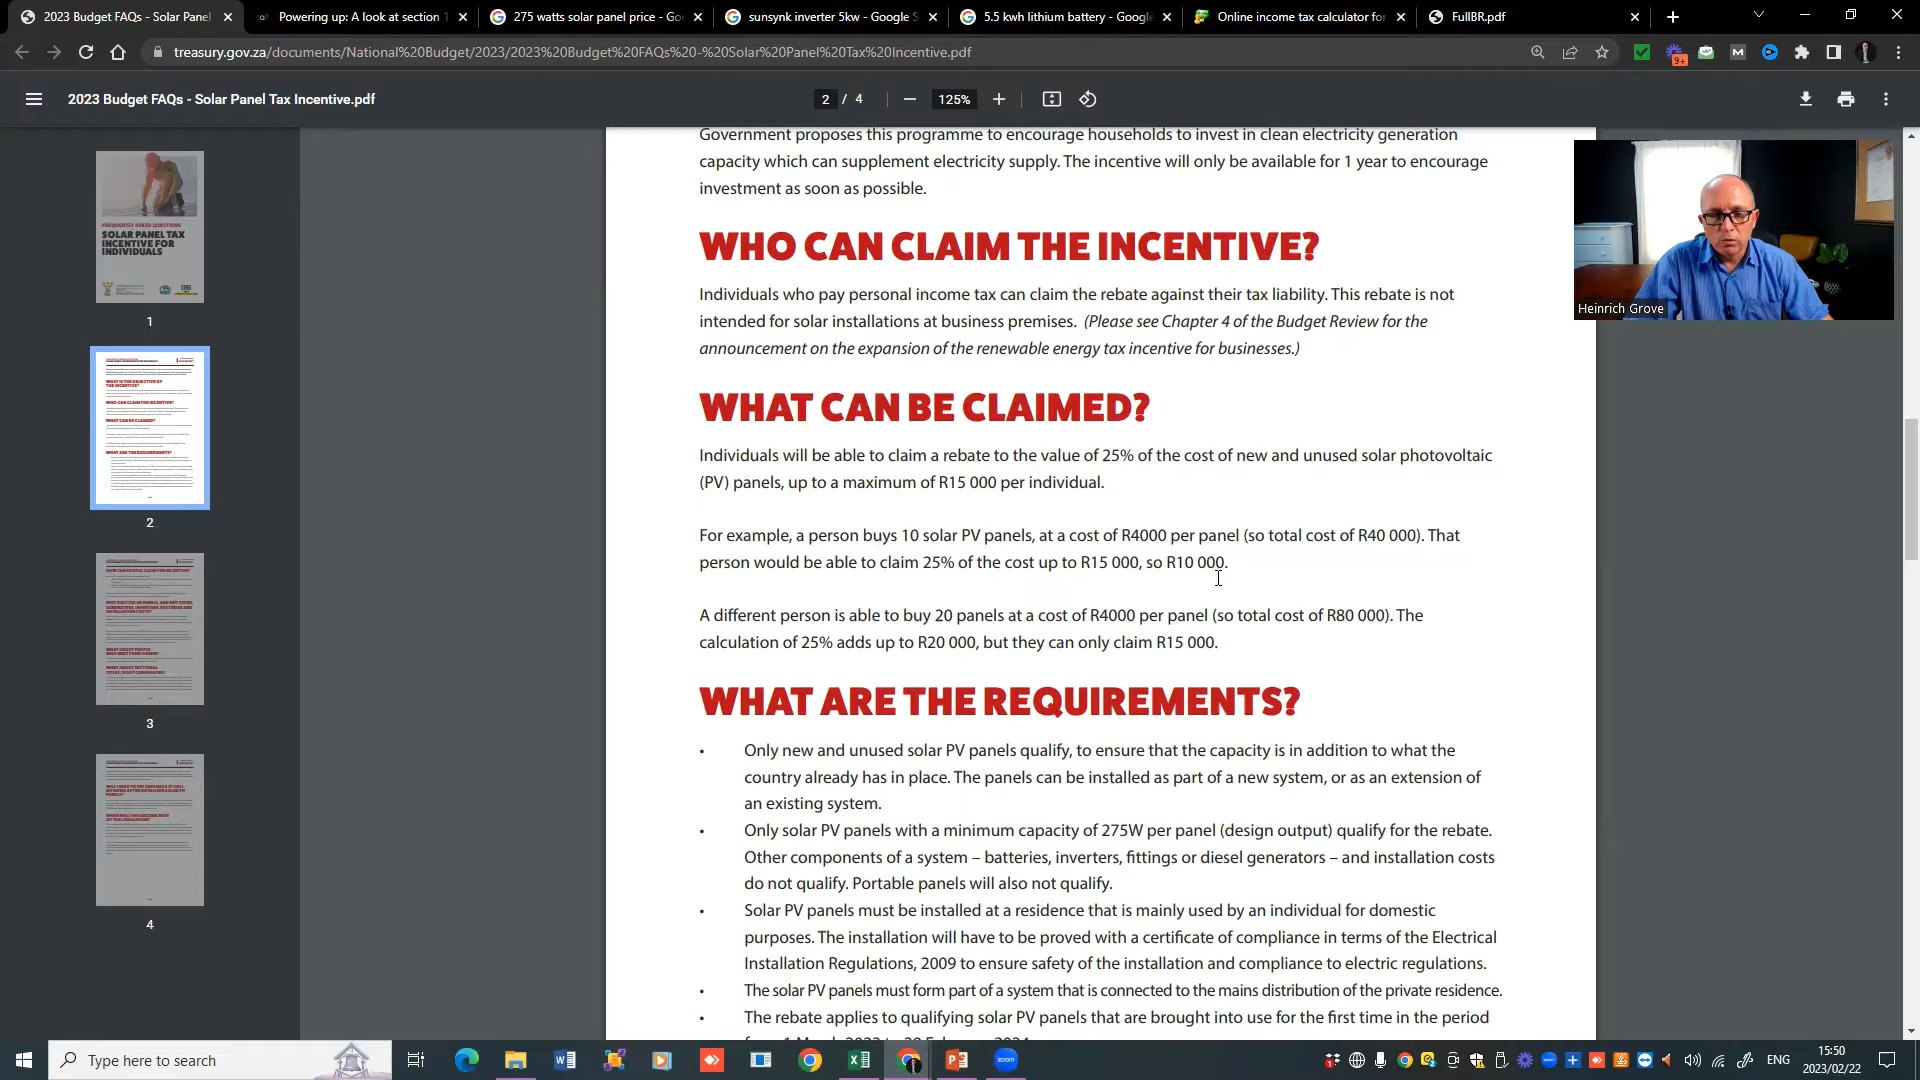 2023 Budget FAQs - Solar Panel
Powering up: A look at section 1
275 watts solar panel price - Go
sunsynk inverter 5kw - Google S
5.5 kwh lithium battery - Google
Online income tax calculator for
FullBR.pdf
treasury.gov.za/documents/National%20Budget/2023/2023%20Budget%20FAQs%20-%20Solar%20Panel%20Tax%20Incentive.pdf
9+
2023 Budget FAQs - Solar Panel Tax Incentive.pdf
2 / 4
125%
FREQUENTLY ASKED QUESTIONS
SOLAR PANEL TAX
INCENTIVE FOR
INDIVIDUALS
1
2
3
4
Government proposes this programme to encourage households to invest in clean electricity generation
capacity which can supplement electricity supply. The incentive will only be available for 1 year to encourage
investment as soon as possible.
WHO CAN CLAIM THE INCENTIVE?
Individuals who pay personal income tax can claim the rebate against their tax liability. This rebate is not
intended for solar installations at business premises. (Please see Chapter 4 of the Budget Review for the
announcement on the expansion of the renewable energy tax incentive for businesses.)
WHAT CAN BE CLAIMED?
Individuals will be able to claim a rebate to the value of 25% of the cost of new and unused solar photovoltaic
(PV) panels, up to a maximum of R15 000 per individual.
For example, a person buys 10 solar PV panels, at a cost of R4000 per panel (so total cost of R40 000). That
person would be able to claim 25% of the cost up to R15 000, so R10 000.
A different person is able to buy 20 panels at a cost of R4000 per panel (so total cost of R80 000). The
calculation of 25% adds up to R20 000, but they can only claim R15 000.
WHAT ARE THE REQUIREMENTS?
• Only new and unused solar PV panels qualify, to ensure that the capacity is in addition to what the
country already has in place. The panels can be installed as part of a new system, or as an extension of
an existing system.
• Only solar PV panels with a minimum capacity of 275W per panel (design output) qualify for the rebate.
Other components of a system – batteries, inverters, fittings or diesel generators – and installation costs
do not qualify. Portable panels will also not qualify.
• Solar PV panels must be installed at a residence that is mainly used by an individual for domestic
purposes. The installation will have to be proved with a certificate of compliance in terms of the Electrical
Installation Regulations, 2009 to ensure safety of the installation and compliance to electric regulations.
• The solar PV panels must form part of a system that is connected to the mains distribution of the private residence.
• The rebate applies to qualifying solar PV panels that are brought into use for the first time in the period
Heinrich Grove
Type here to search
zoom
ENG
15:50
2023/02/22